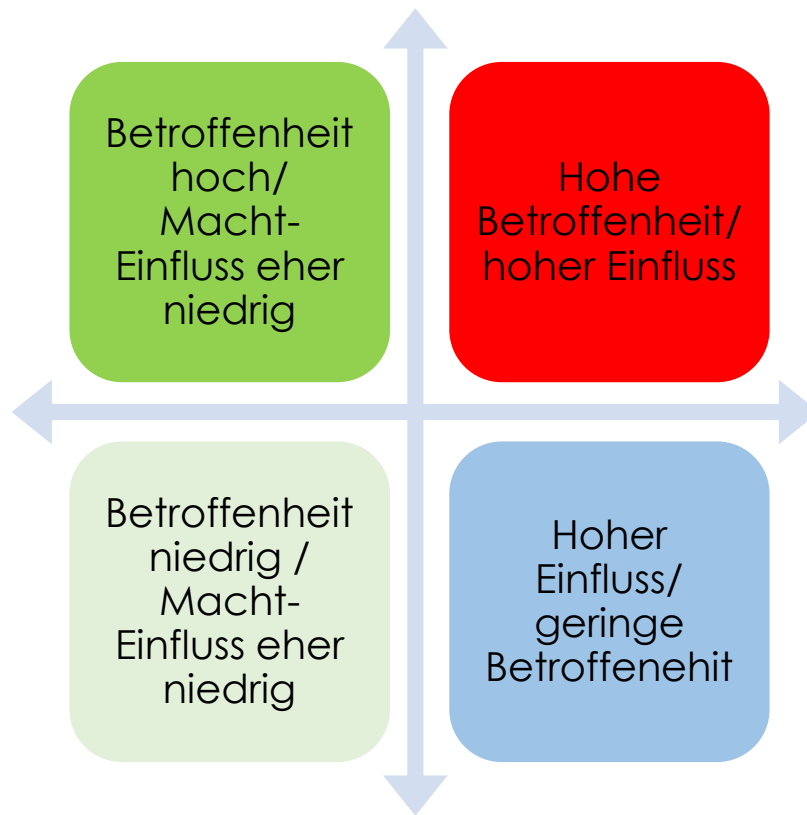 Betroffenheit
hoch/
Macht-
Einfluss eher
niedrig
Hohe
Betroffenheit/
hoher Einfluss
Betroffenheit
niedrig /
Macht-
Einfluss eher
niedrig
Hoher
Einfluss/
geringe
Betroffenehit